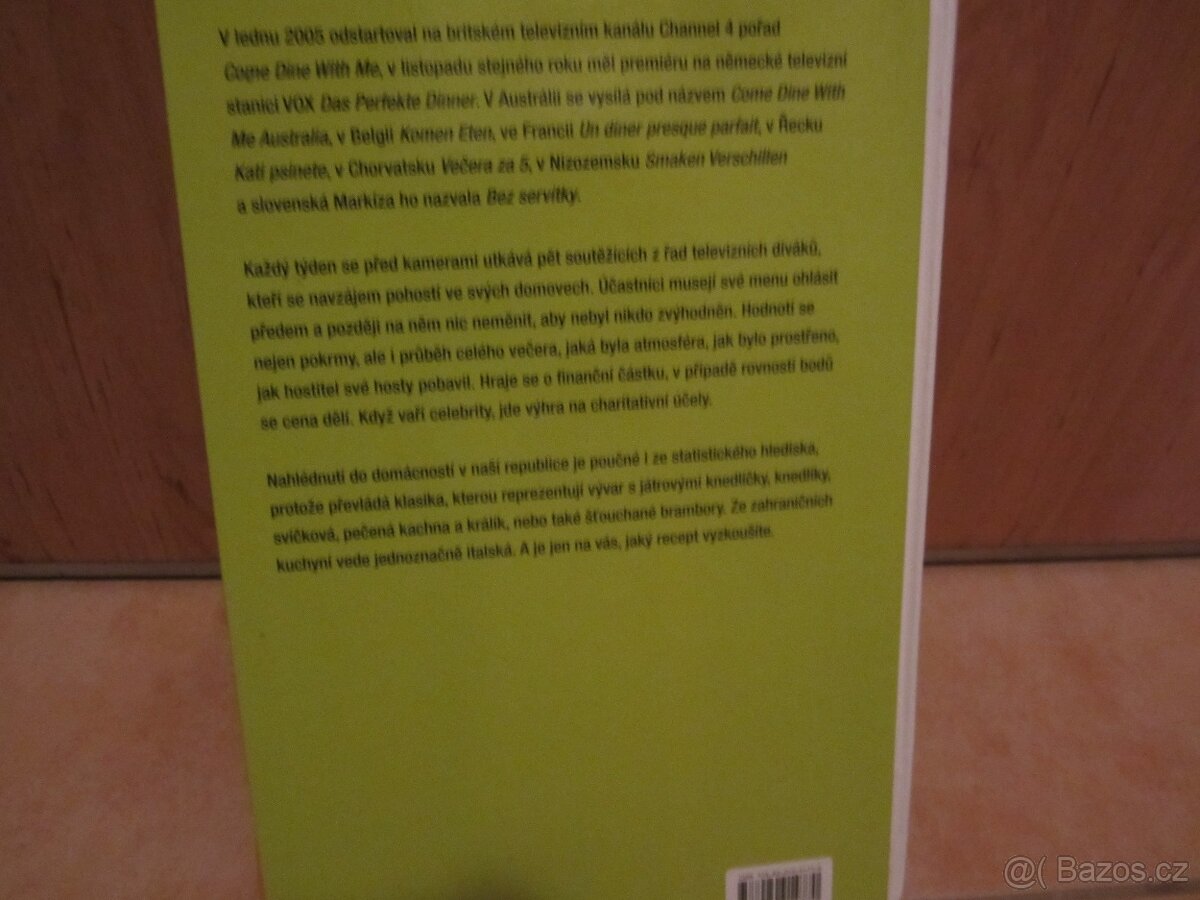 V lednu 2005 odstartoval na britském televizním kanálu Channel 4 pořad
Come Dine With Me, v listopadu stejného roku měl premiéru na německé televizní
stanici VOX Das Perfekte Dinner. V Austrálii se vysílá pod názvem Come Dine With
Me Australia, v Belgii Komen Eten, ve Francii Un diner presque parfait, v Řecku
Kati psinete, v Chorvatsku Večera za 5, v Nizozemsku Smaken Verschillen
a slovenská Markíza ho nazvala Bez servítky.
Každý týden se před kamerami utkává pět soutěžících z řad televizních diváků,
kteří se navzájem pohostí ve svých domovech. Účastníci musejí své menu ohlásit
předem a později na něm nic neměnit, aby nebyl nikdo zvýhodněn. Hodnotí se
nejen pokrmy, ale i průběh celého večera, jaká byla atmosféra, jak bylo prostřeno,
jak hostitel své hosty pobavil. Hraje se o finanční částku, v případě rovnosti bodů
se cena dělí. Když vaří celebrity, jde výhra na charitativní účely.
Nahlédnutí do domácností v naší republice je poučné i ze statistického hlediska,
protože převládá klasika, kterou reprezentují vývar s játrovými knedlíčky, knedlíky,
svíčková, pečená kachna a králík, nebo také šťouchané brambory. Ze zahraničních
kuchyní vede jednoznačně italská. A je jen na vás, jaký recept vyzkoušíte.
@( Bazos.cz